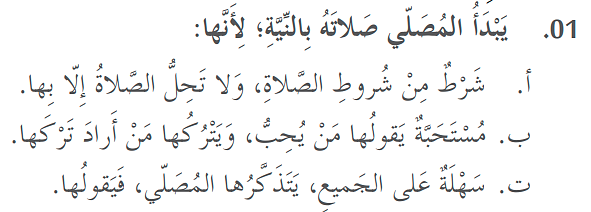 01. يَبْدَأُ المُصَلّي صَلاتَهُ بِالنِّيَّةِ؛ لِأَنَّها:
أ. شَرْطٌ مِنْ شُروطِ الصَّلاةِ، وَلا تَحِلُّ الصَّلاةُ إِلّا بِها.
ب. مُسْتَحَبَّةٌ يَقولُها مَنْ يُحِبُّ، وَيَتْرُكُها مَنْ أَرادَ تَرْكَها.
ت. سَهْلَةٌ عَلى الجَميعِ، يَتَذَكَّرُها المُصَلّي، فَيَقولُها.